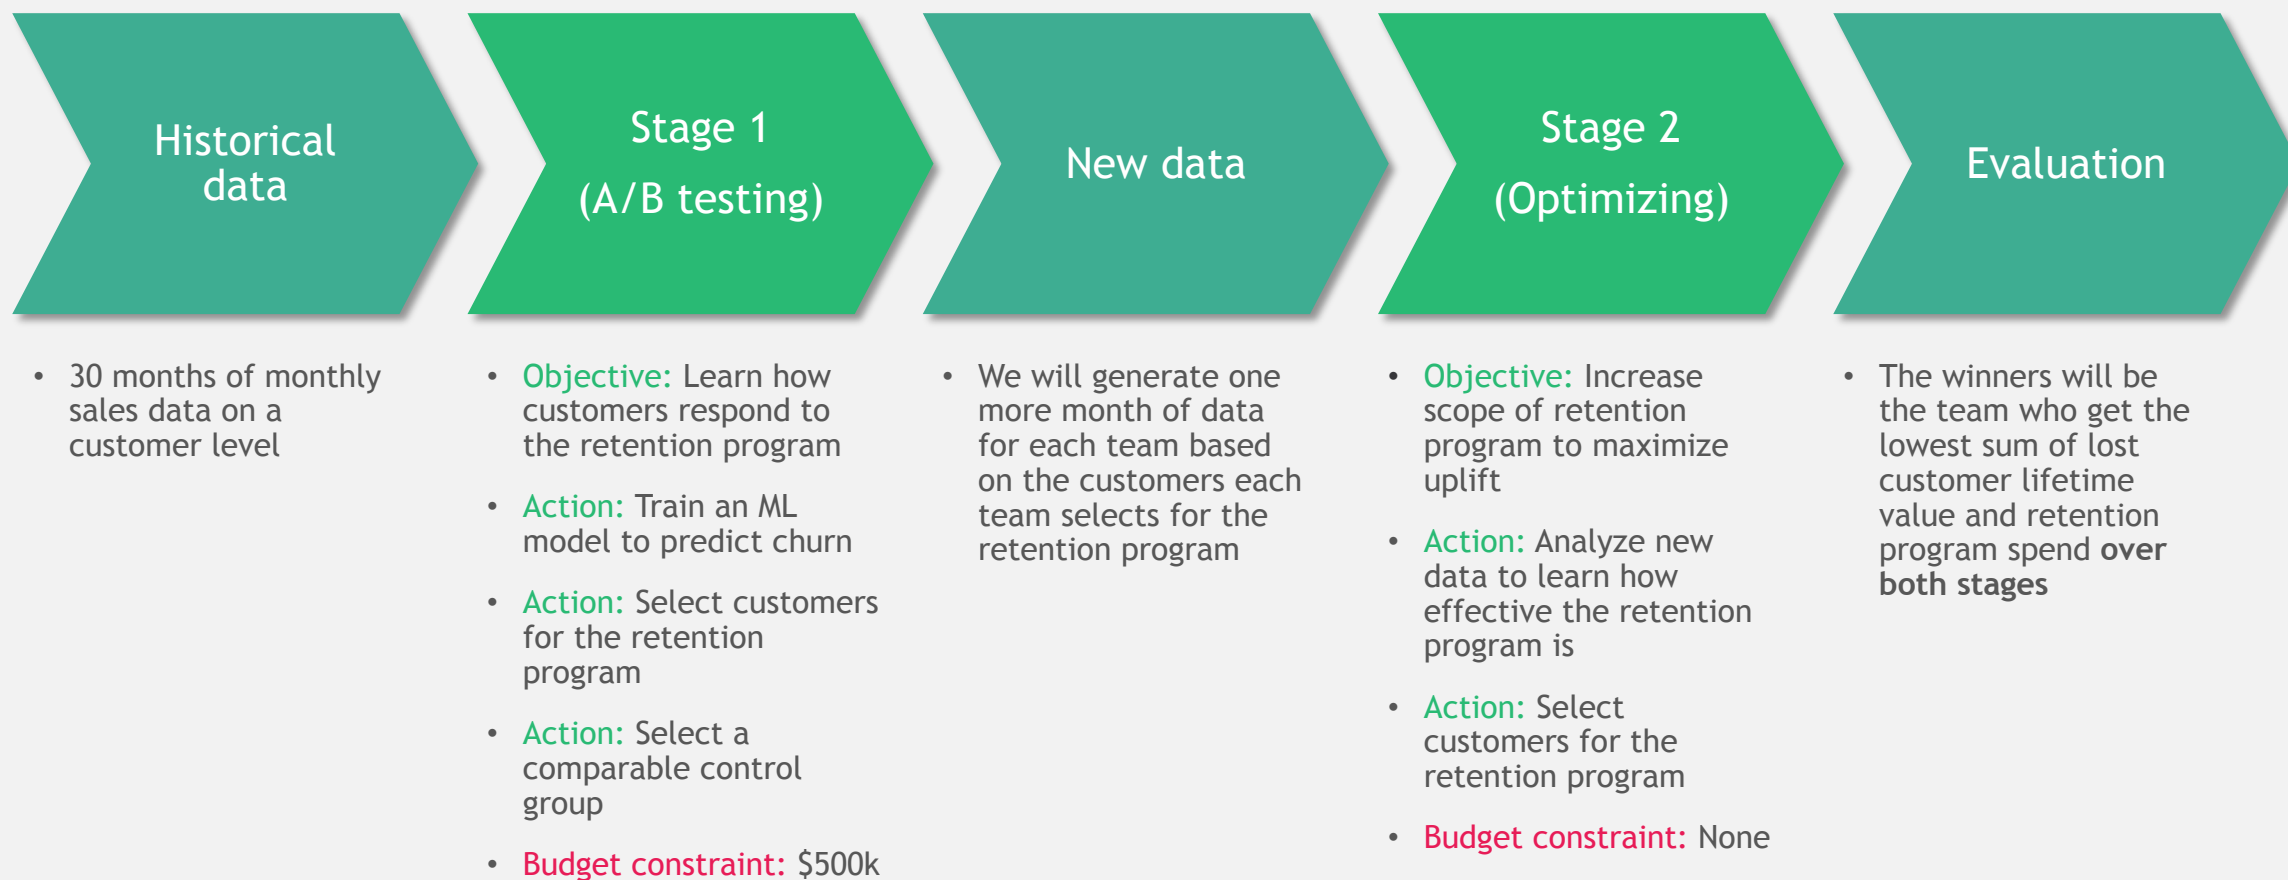 Historical
data
Stage 1
(A/B testing)
New data
Stage 2
(Optimizing)
Evaluation
• 30 months of monthly
sales data on a
customer level
• Objective: Learn how
customers respond to
the retention program
• Action: Train an ML
model to predict churn
• Action: Select customers
for the retention
program
• Action: Select a
comparable control
group
• Budget constraint: $500k
• We will generate one
more month of data
for each team based
on the customers each
team selects for the
retention program
• Objective: Increase
scope of retention
program to maximize
uplift
• Action: Analyze new
data to learn how
effective the retention
program is
• Action: Select
customers for the
retention program
• Budget constraint: None
• The winners will be
the team who get the
lowest sum of lost
customer lifetime
value and retention
program spend over
both stages